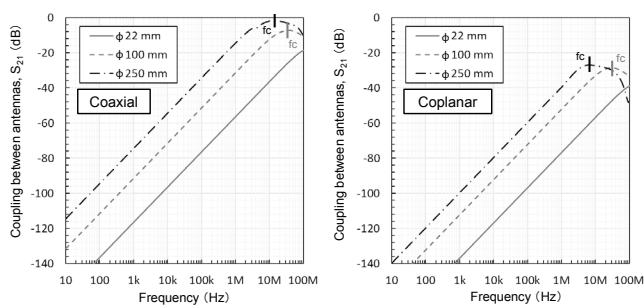 Coupling between antennas, S21 (dB)
0
-20
-40
-60
-80
-100
-120
-140
10
100
1k
10k
100k
1M
10M
100M
Frequency (Hz)
ϕ22 mm
ϕ100 mm
ϕ250 mm
Coaxial
fc
fc
Coupling between antennas, S21 (dB)
0
-20
-40
-60
-80
-100
-120
-140
10
100
1k
10k
100k
1M
10M
100M
Frequency (Hz)
ϕ22 mm
ϕ100 mm
ϕ250 mm
Coplanar
fc
fc